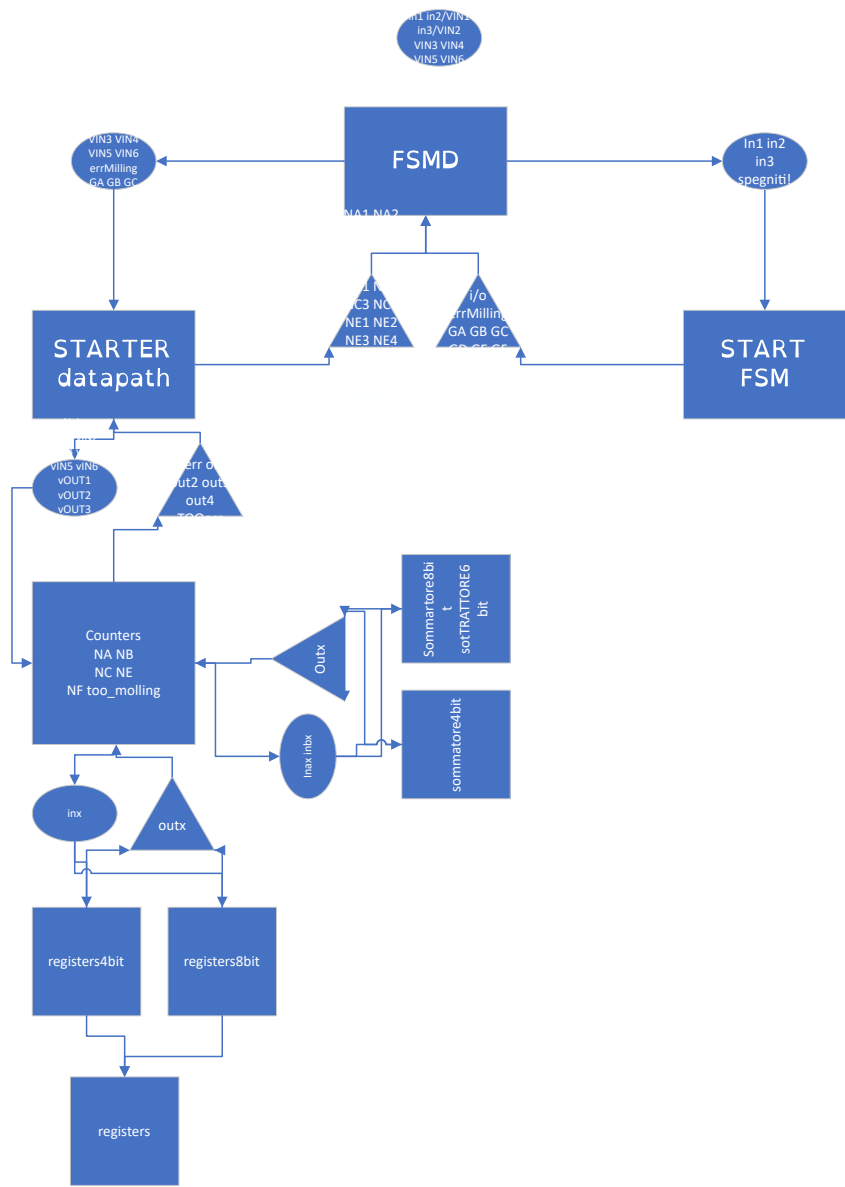 In1 in2/VIN1
in3/VIN2
VIN3 VIN4
VIN5 VIN6
FSMD
VIN3 VIN4
VIN5 VIN6
errMilling
GA GB GC
In1 in2
in3
spegniti!
NA1 NA2
NE1 NE2
NE3 NE4
i/o
errMilling
GA GB GC
STARTER
datapath
START
FSM
vIN5 vIN6
vOUT1
vOUT2
vOUT3
out4
Counters
NA NB
NC NE
NF too_molling
Outx
Inax inbx
Sommartore8bi
t
sotTRATTORE6
bit
sommatore4bit
inx
outx
registers4bit
registers8bit
registers